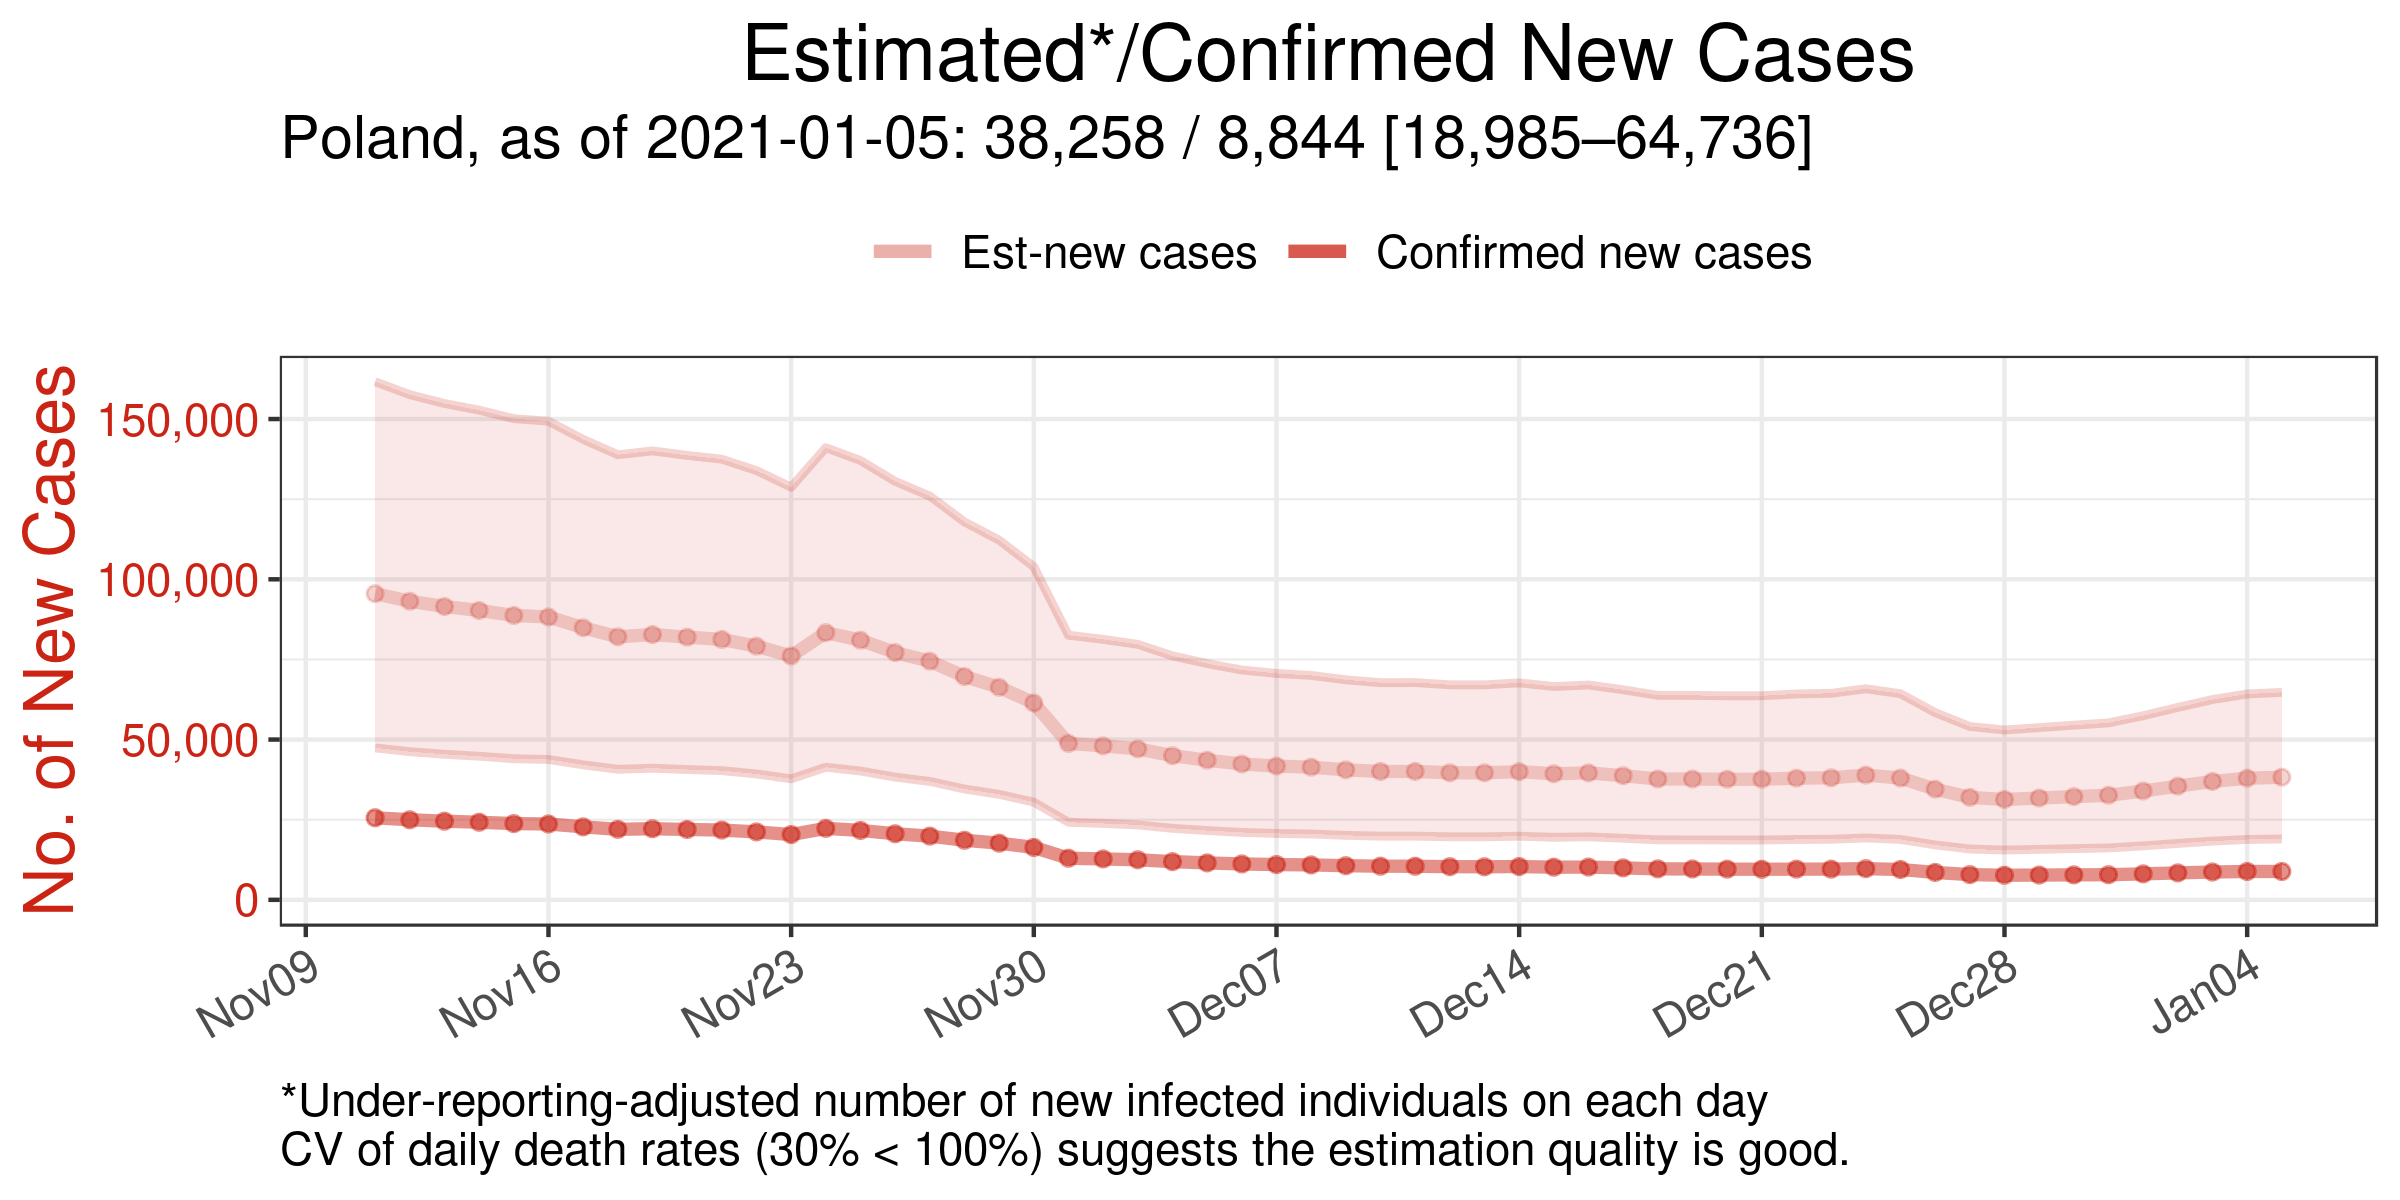 Estimated*/Confirmed New Cases
Poland, as of 2021-01-05: 38,258 / 8,844 [18,985–64,736]
Est-new cases
Confirmed new cases
No. of New Cases
150,000
100,000
50,000
0
Nov09
Nov16
Nov23
Nov30
Dec07
Dec14
Dec21
Dec28
Jan04
*Under-reporting-adjusted number of new infected individuals on each day
CV of daily death rates (30% < 100%) suggests the estimation quality is good.